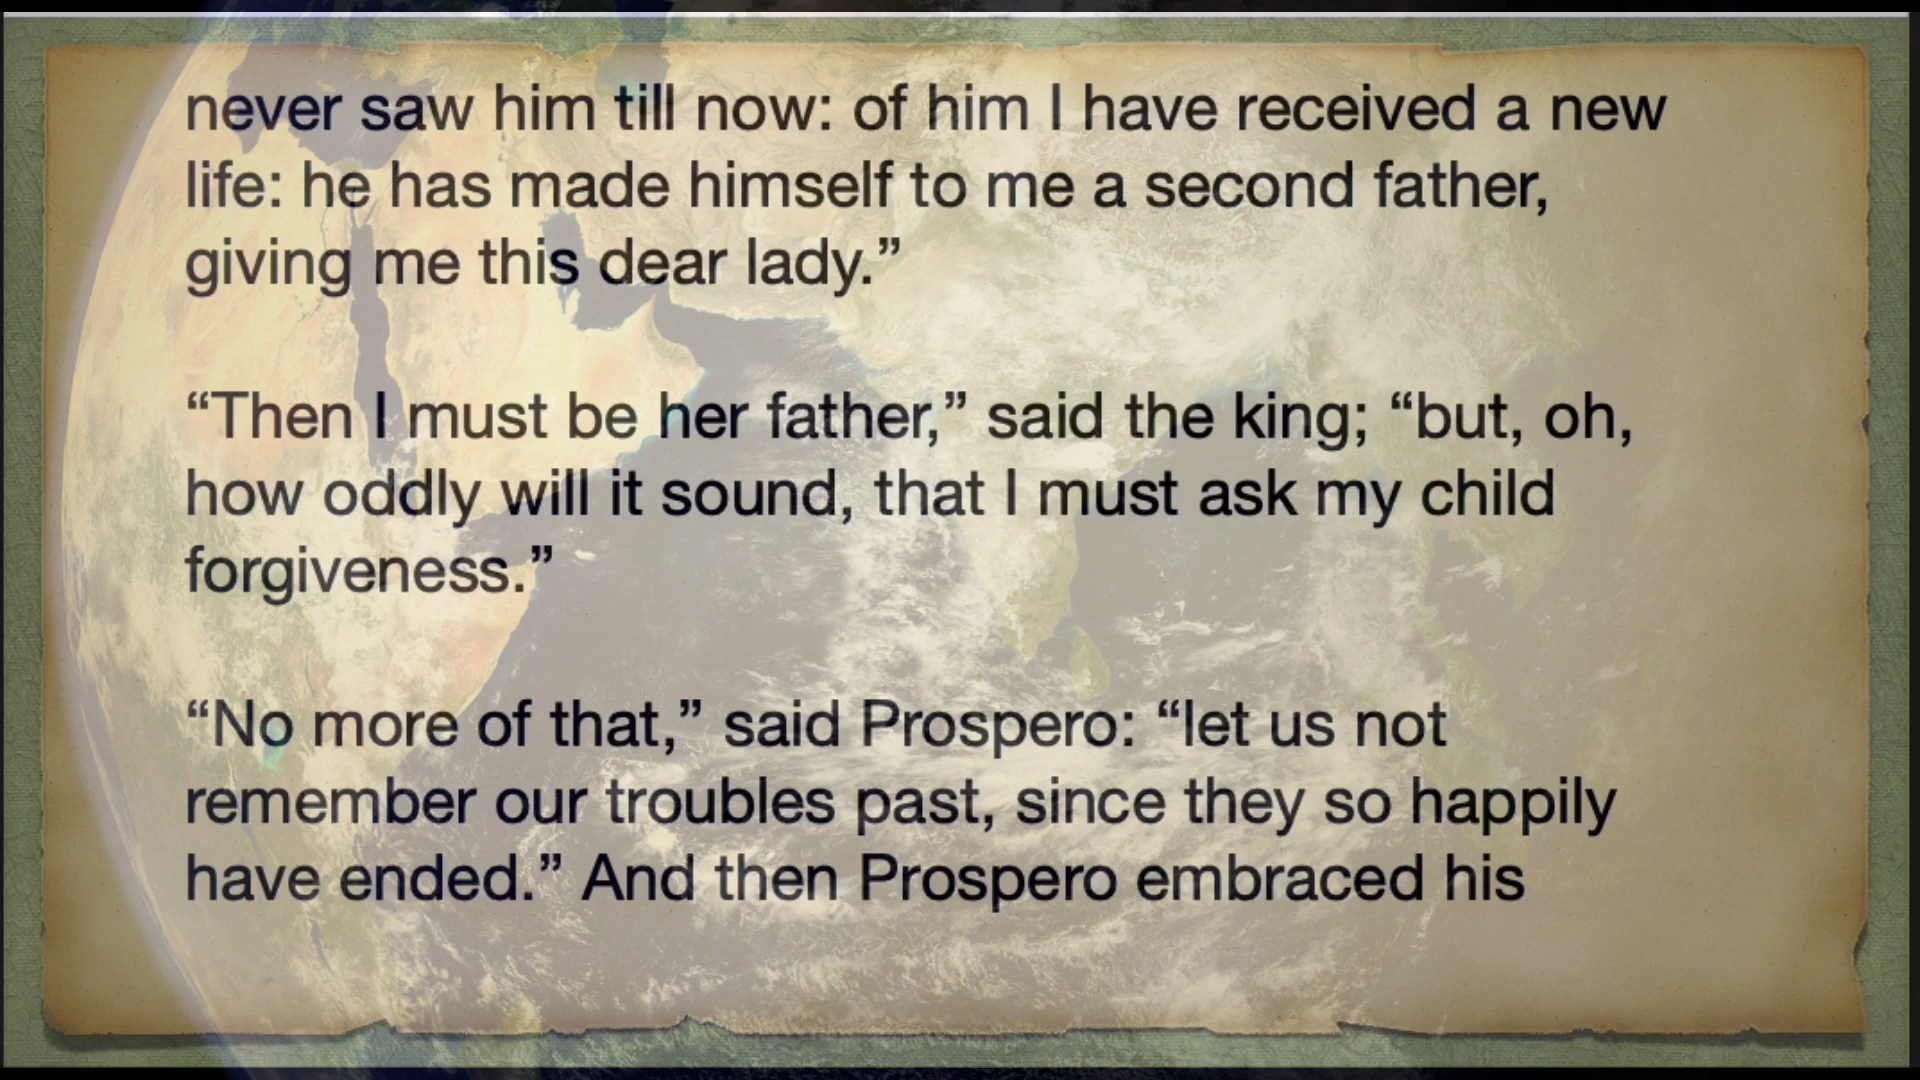 never saw him till now: of him I have received a new
life: he has made himself to me a second father,
giving me this dear lady.”
“Then I must be her father,” said the king; “but, oh,
how oddly will it sound, that I must ask my child
forgiveness.”
“No more of that,” said Prospero: “let us not
remember our troubles past, since they so happily
have ended.” And then Prospero embraced his